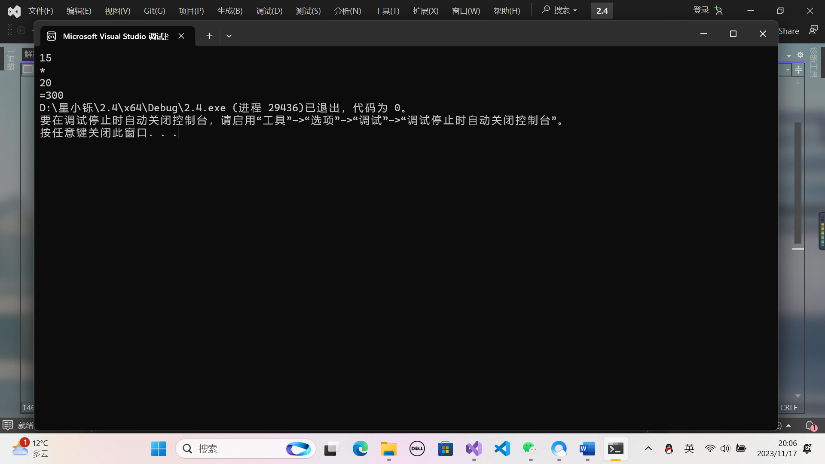 文件(F) 编辑(E) 视图(V) Git(G) 项目(P) 生成(B) 调试(D) 测试(S) 分析(N) 工具(T) 扩展(X) 窗口(W) 帮助(H) 搜索 2.4 登录
Microsoft Visual Studio 调试
Share
15
*
20
=300
D:\星小铄\2.4\x64\Debug\2.4.exe (进程 29436)已退出，代码为 0。
要在调试停止时自动关闭控制台，请启用“工具”->“选项”->“调试”->“调试停止时自动关闭控制台”。
按任意键关闭此窗口. . .
CRLF
1
1
12°C
多云
搜索
DELL
英
20:06
2023/11/17